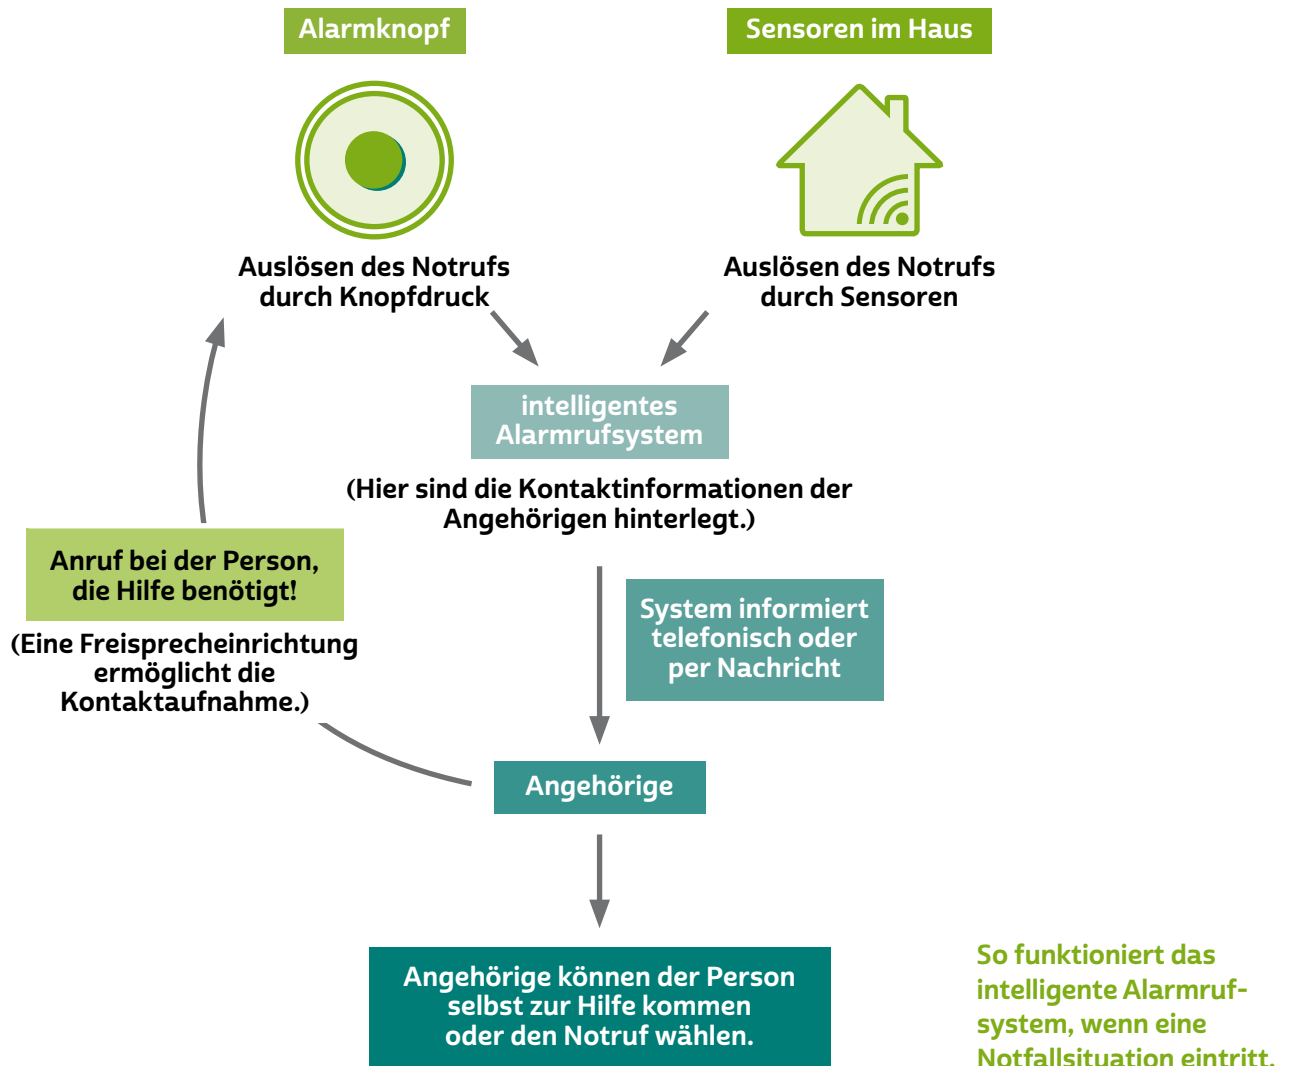 Alarmknopf
Sensoren im Haus
Auslösen des Notrufs
durch Knopfdruck
Auslösen des Notrufs
durch Sensoren
intelligentes
Alarmrufsystem
(Hier sind die Kontaktinformationen der
Angehörigen hinterlegt.)
Anruf bei der Person,
die Hilfe benötigt!
(Eine Freisprecheinrichtung
ermöglicht die
Kontaktaufnahme.)
System informiert
telefonisch oder
per Nachricht
Angehörige
Angehörige können der Person
selbst zur Hilfe kommen
oder den Notruf wählen.
So funktioniert das
intelligente Alarmruf-
system, wenn eine
Notfallsituation eintritt.